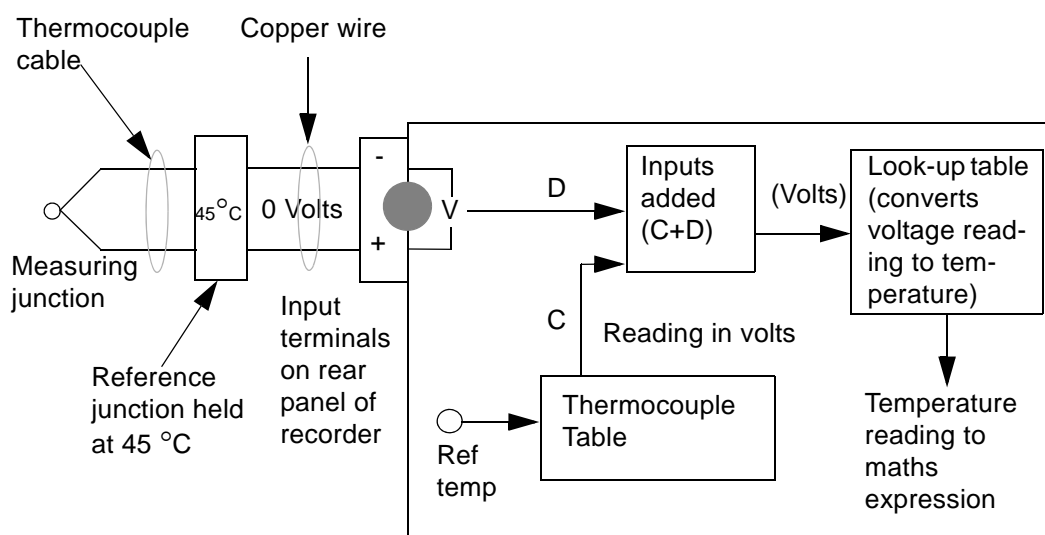 Thermocouple
cable
Copper wire
-
+
45°C
0 Volts
V
D
Inputs
added
(C+D)
(Volts)
Look-up table
(converts
voltage read-
ing to tem-
perature)
Measuring
junction
Reference
junction held
at 45 °C
Input
terminals
on rear
panel of
recorder
C
Reading in volts
Ref
temp
Thermocouple
Table
Temperature
reading to
maths
expression